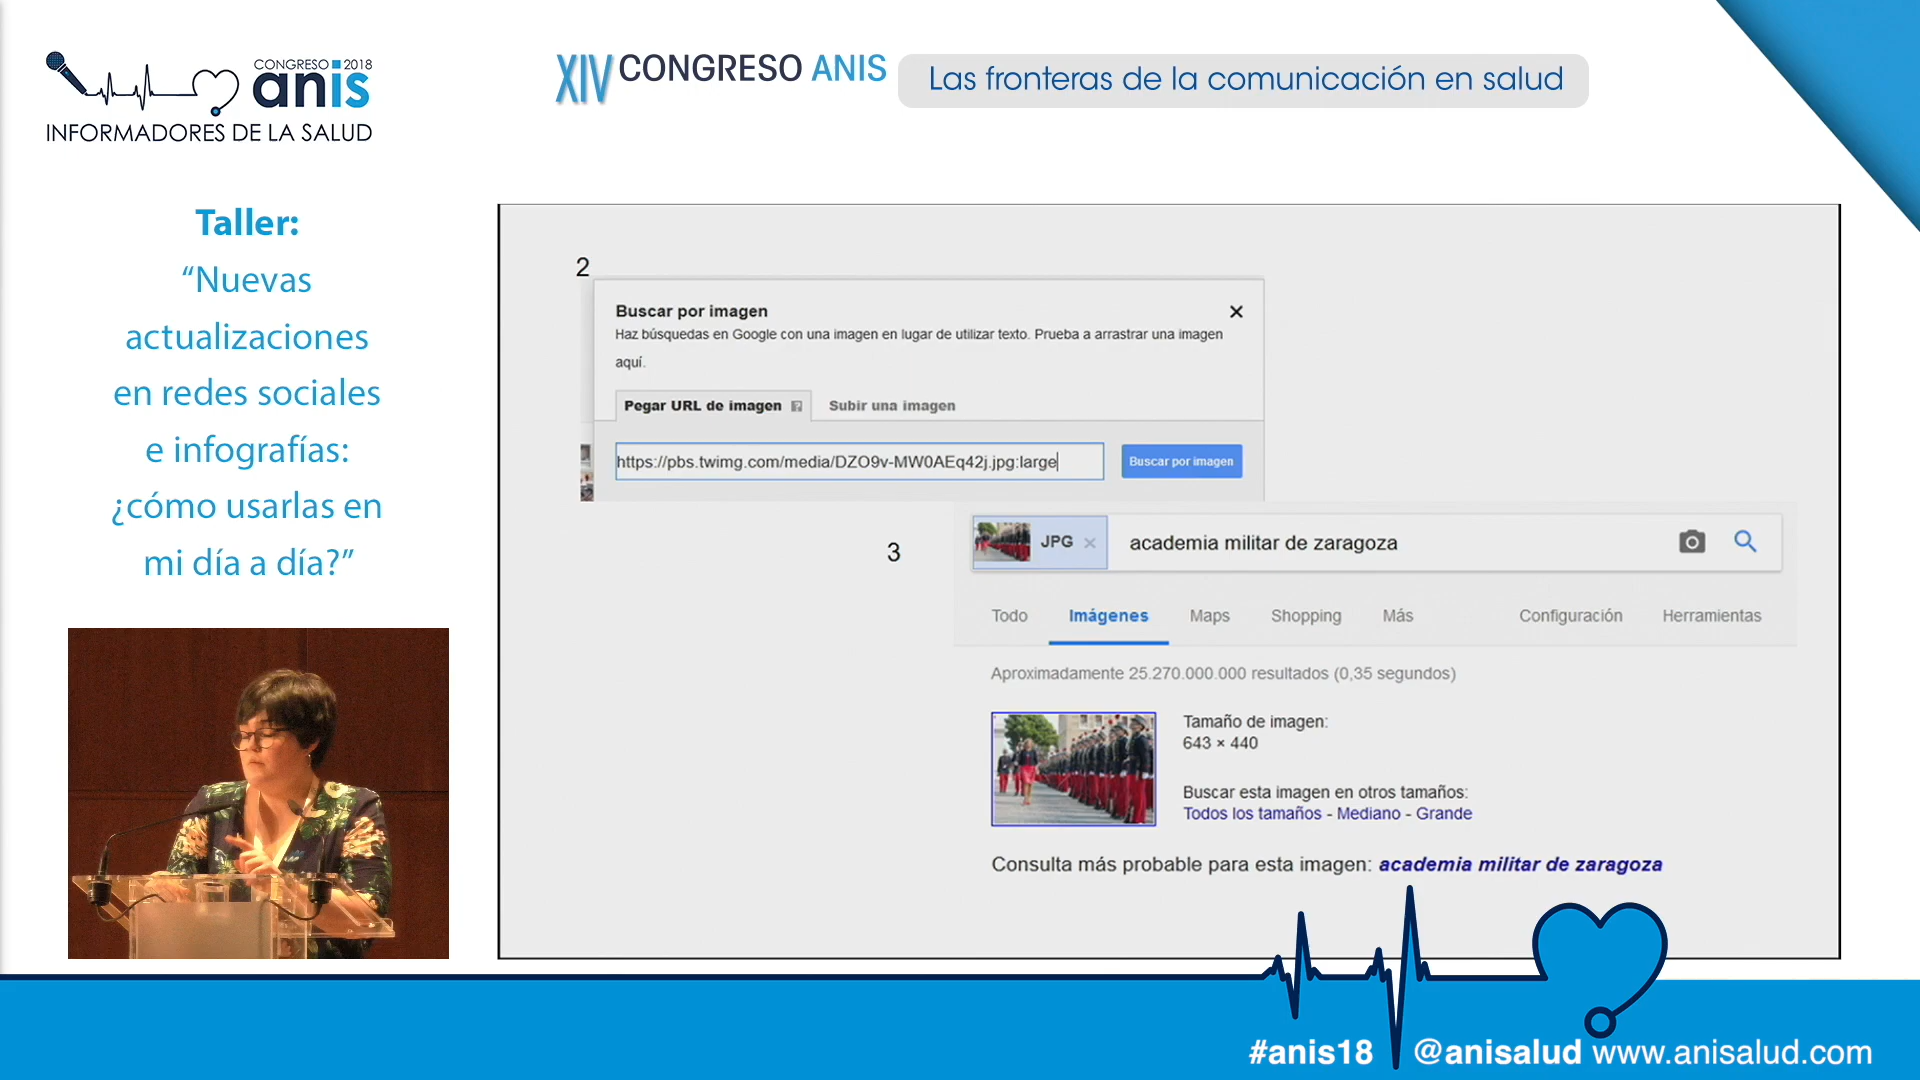 CONGRESO 2018
anis
INFORMADORES DE LA SALUD
XIV CONGRESO ANIS
Las fronteras de la comunicación en salud
Taller:
“Nuevas
actualizaciones
en redes sociales
e infografías:
¿cómo usarlas en
mi día a día?”
2
Buscar por imagen
Haz búsquedas en Google con una imagen en lugar de utilizar texto. Prueba a arrastrar una imagen
aquí.
Pegar URL de imagen ?
Subir una imagen
https://pbs.twimg.com/media/DZO9v-MW0AEq42j.jpg:large
Buscar por imagen
3
JPG
academia militar de zaragoza
Todo Imágenes Maps Shopping Más Configuración Herramientas
Aproximadamente 25.270.000.000 resultados (0,35 segundos)
Tamaño de imagen:
643 × 440
Buscar esta imagen en otros tamaños:
Todos los tamaños - Mediano - Grande
Consulta más probable para esta imagen: academia militar de zaragoza
#anis18 @anisalud www.anisalud.com